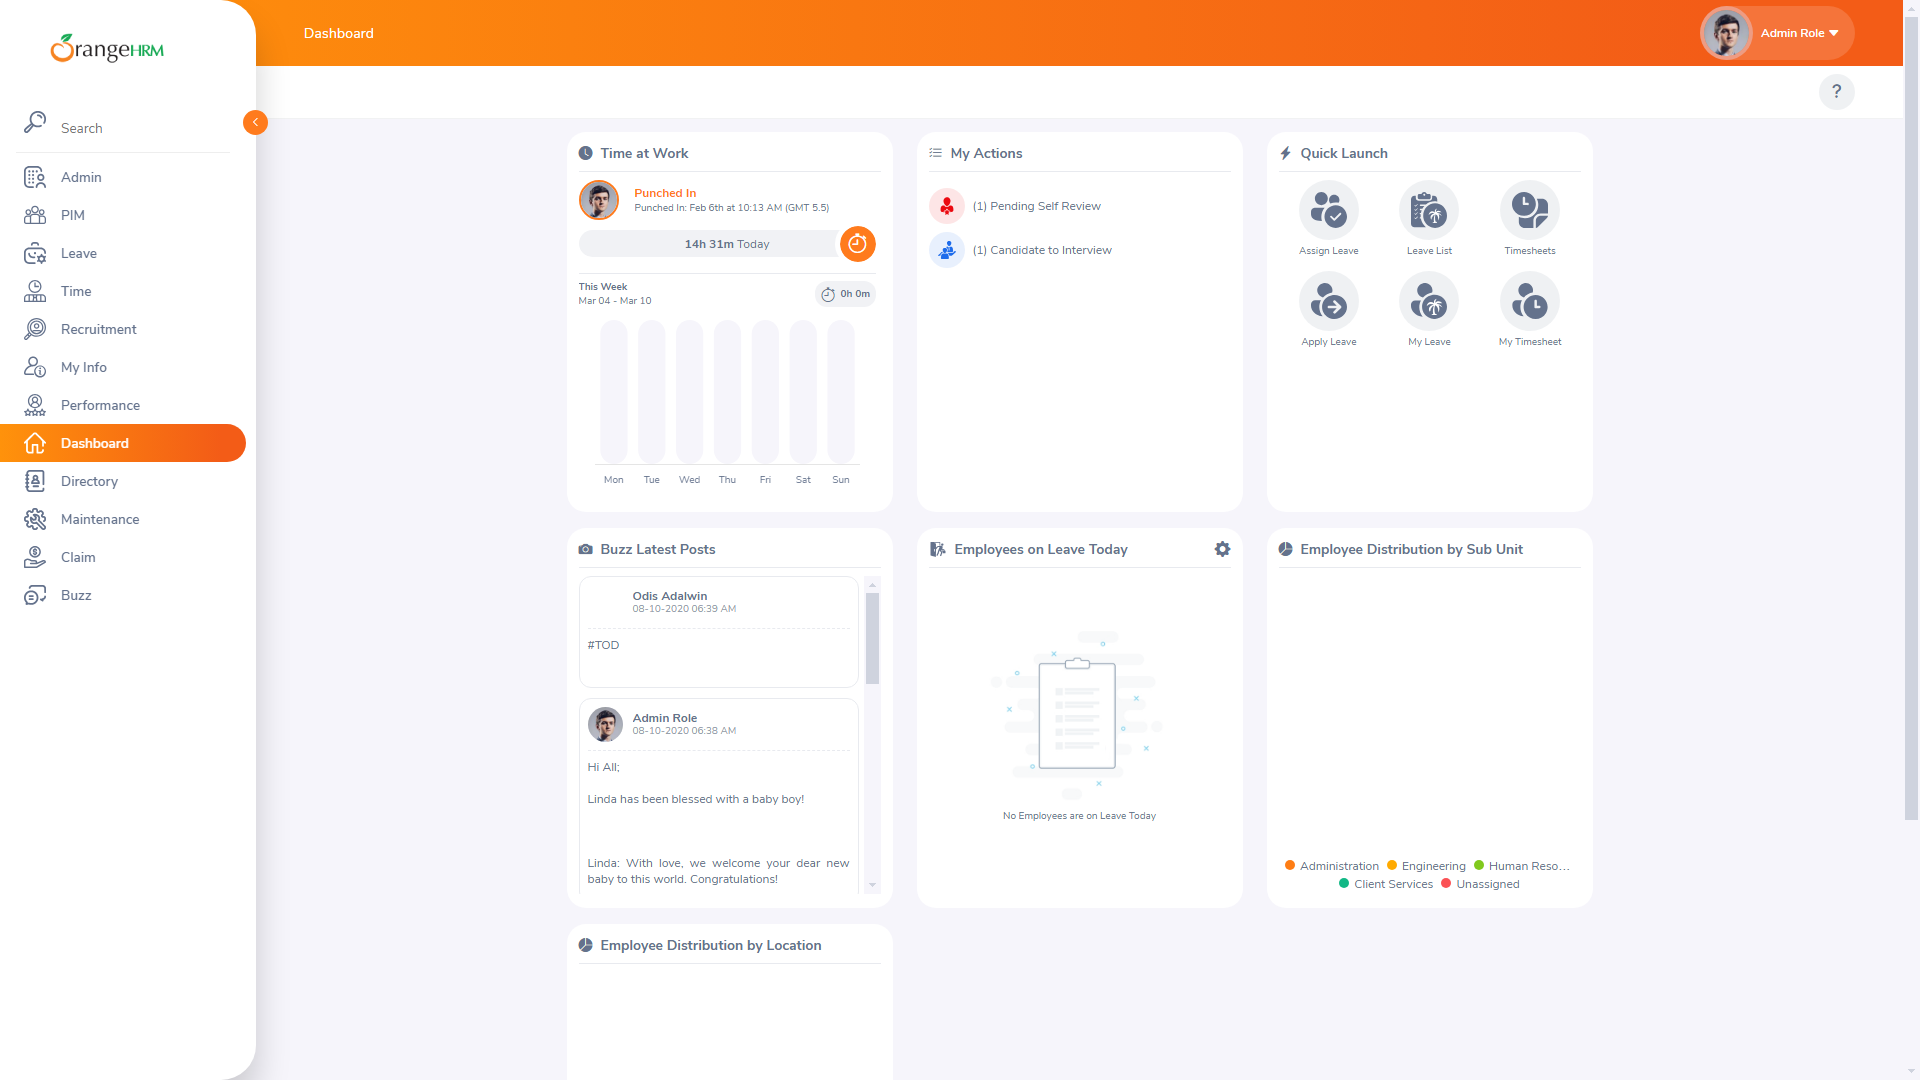 OrangeHRM
Search
Admin
PIM
Leave
Time
Recruitment
My Info
Performance
Dashboard
Directory
Maintenance
Claim
Buzz
Dashboard
Admin Role
?
Time at Work
Punched In
Punched In: Feb 6th at 10:13 AM (GMT 5.5)
14h 31m Today
This Week
Mar 04 - Mar 10
0h 0m
Mon Tue Wed Thu Fri Sat Sun
My Actions
(1) Pending Self Review
(1) Candidate to Interview
Quick Launch
Assign Leave
Leave List
Timesheets
Apply Leave
My Leave
My Timesheet
Buzz Latest Posts
Odis Adalwin
08-10-2020 06:39 AM
#TOD
Admin Role
08-10-2020 06:38 AM
Hi All;
Linda has been blessed with a baby boy!
Linda: With love, we welcome your dear new
baby to this world. Congratulations!
Employees on Leave Today
No Employees are on Leave Today
Employee Distribution by Sub Unit
Administration Engineering Human Reso...
Client Services Unassigned
Employee Distribution by Location